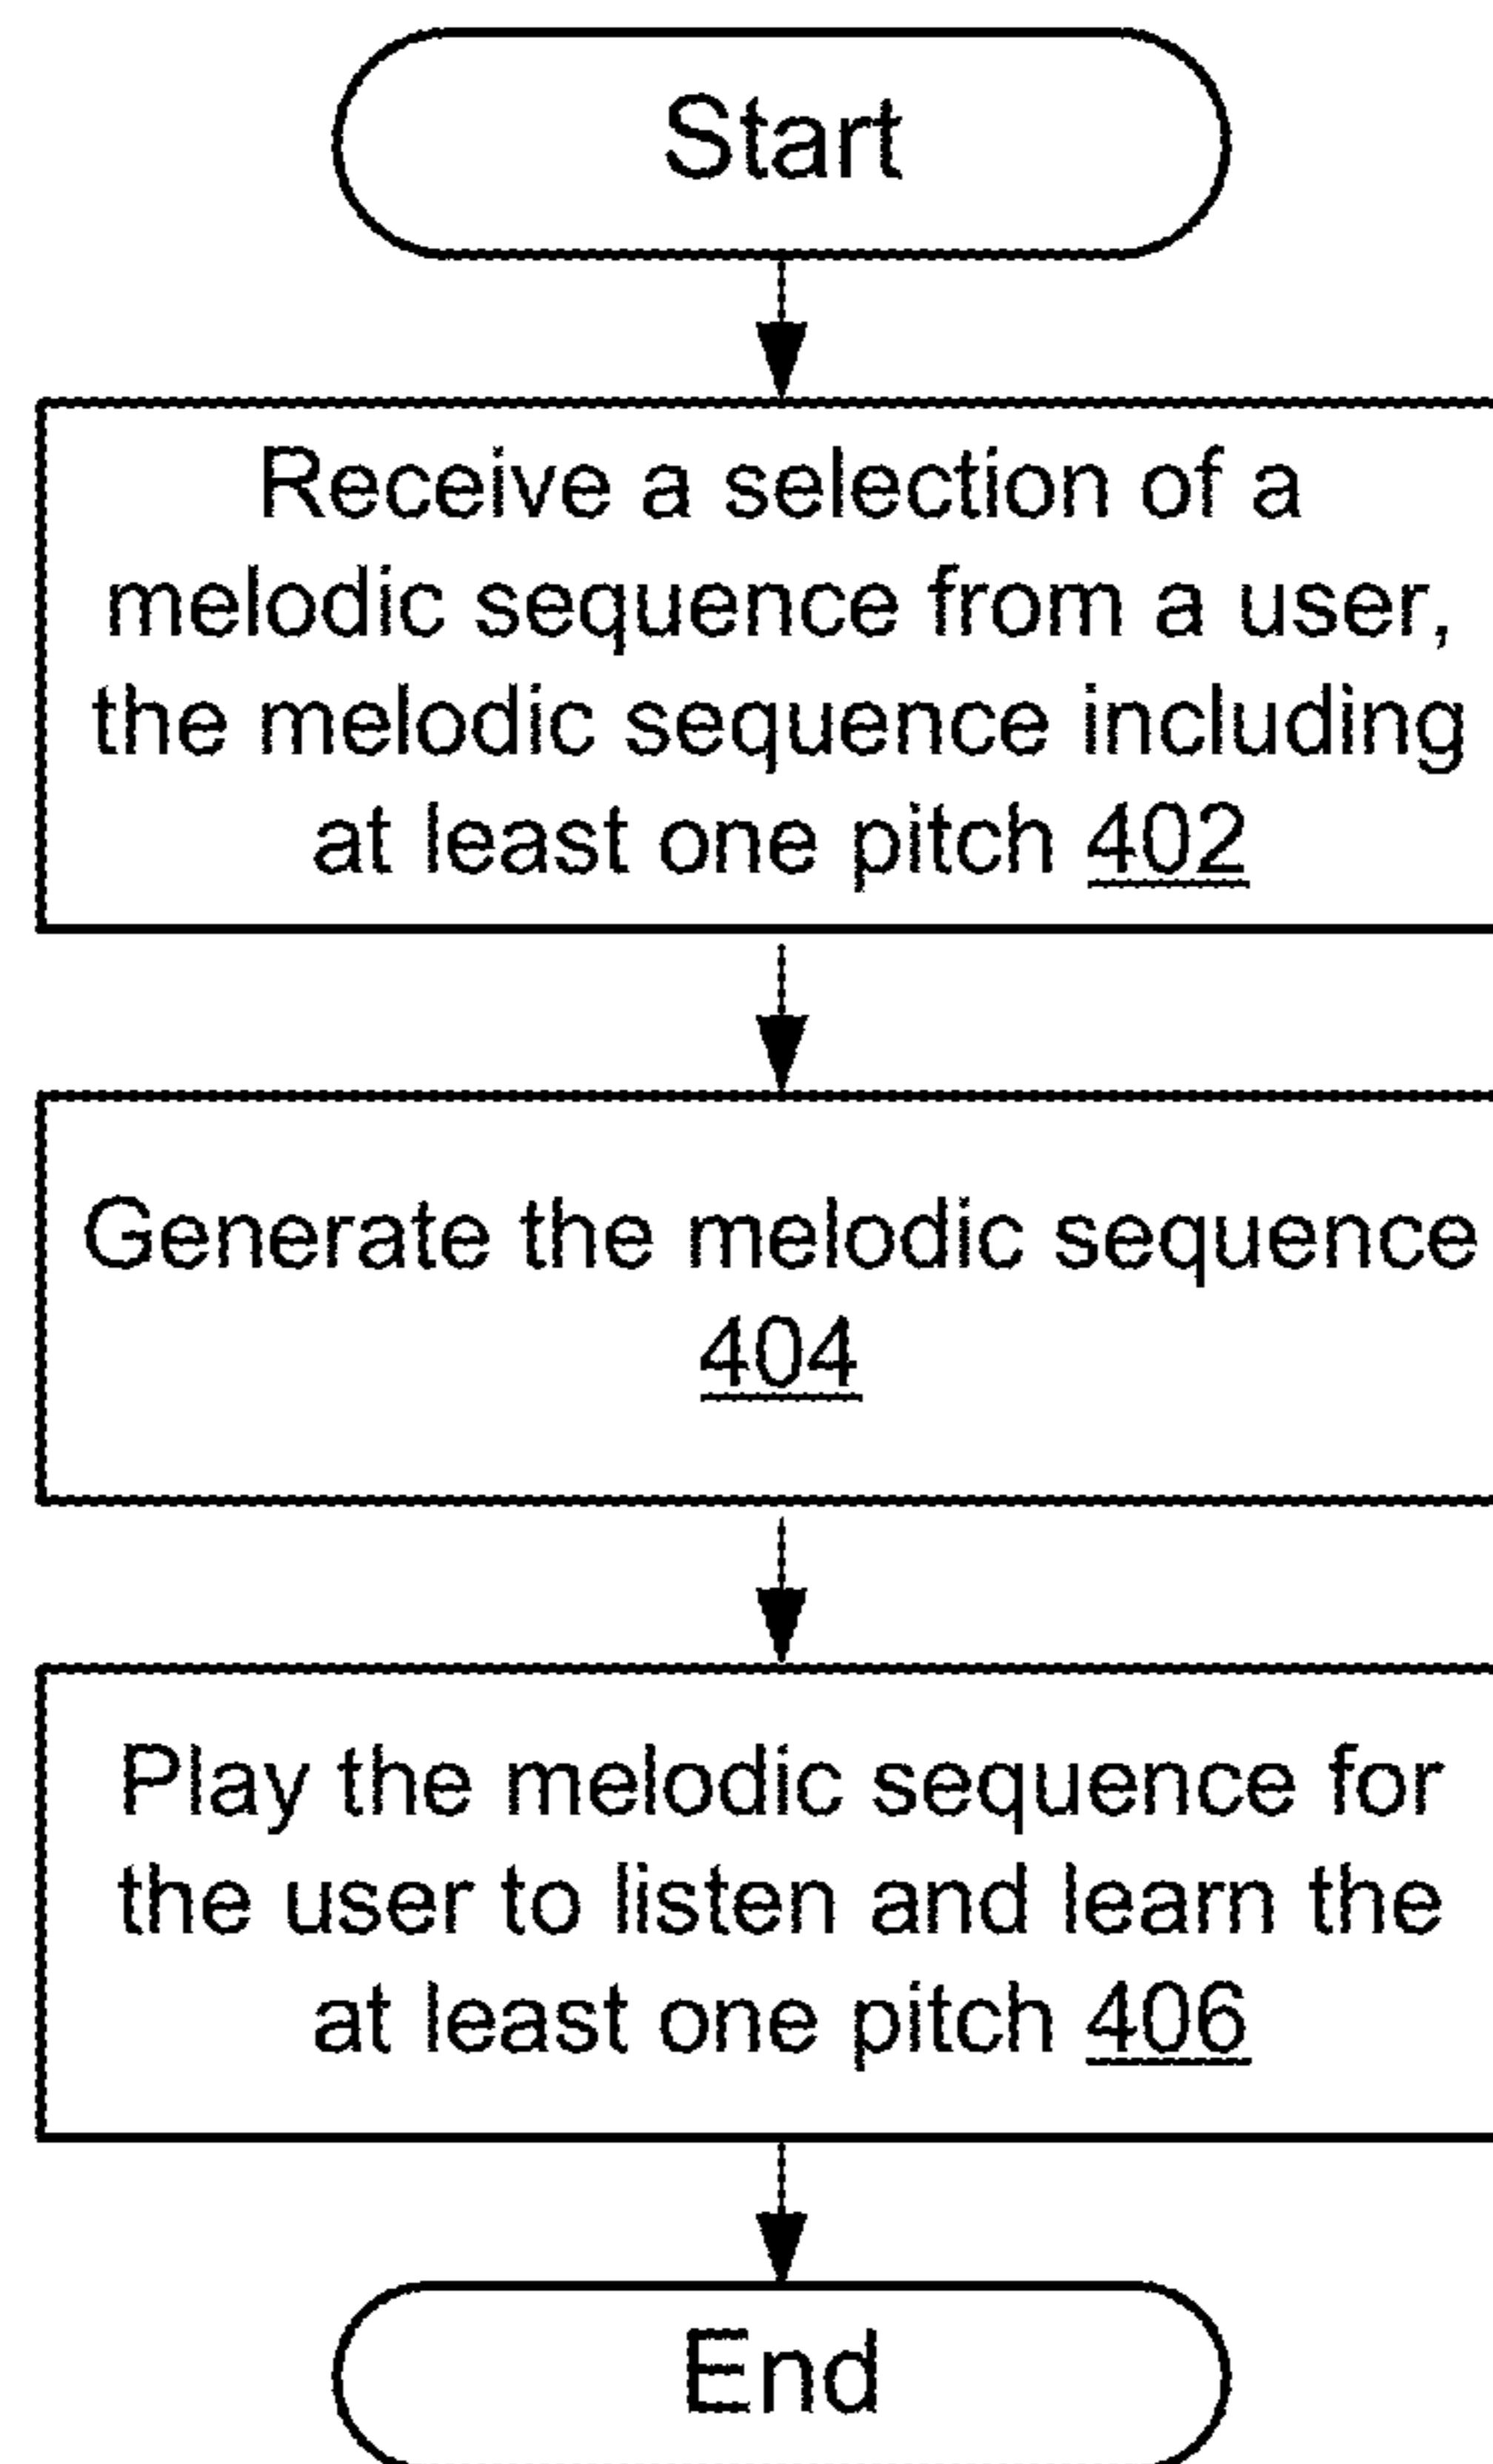 Start
Receive a selection of a
melodic sequence from a user,
the melodic sequence including
at least one pitch 402
Generate the melodic sequence
404
Play the melodic sequence for
the user to listen and learn the
at least one pitch 406
End